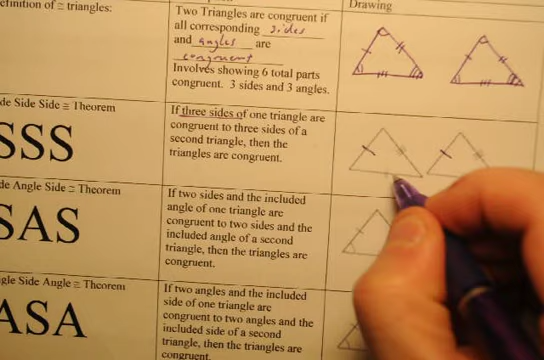 efinition of ≅ triangles:
Drawing
Two Triangles are congruent if
all corresponding sides
and angles are
congruent
Involves showing 6 total parts
congruent. 3 sides and 3 angles.
de Side Side ≅ Theorem
SSS
If three sides of one triangle are
congruent to three sides of a
second triangle, then the
triangles are congruent.
de Angle Side ≅ Theorem
SAS
If two sides and the included
angle of one triangle are
congruent to two sides and the
included angle of a second
triangle, then the triangles are
congruent.
gle Side Angle ≅ Theorem
ASA
If two angles and the included
side of one triangle are
congruent to two angles and the
included side of a second
triangle, then the triangles are
congruent.